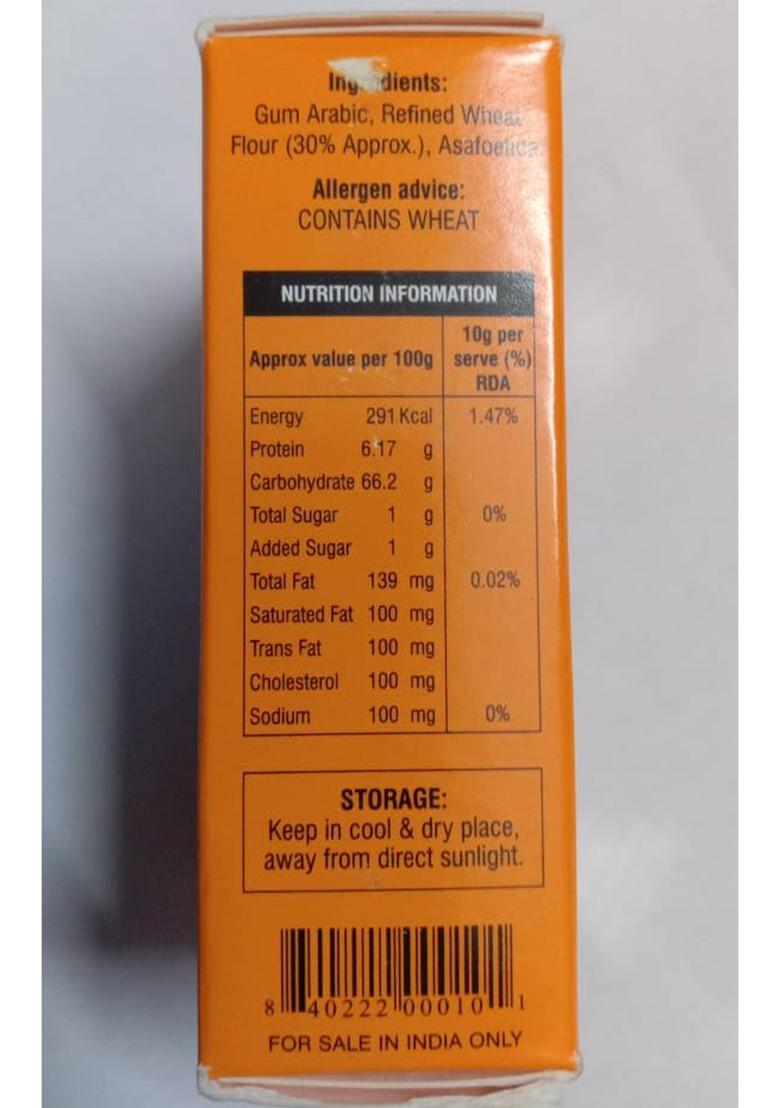 Ingredients:
Gum Arabic, Refined Wheat
Flour (30% Approx.), Asafoetida.
Allergen advice:
CONTAINS WHEAT
NUTRITION INFORMATION
Approx value per 100g 10g per serve (%) RDA
Energy 291 Kcal 1.47%
Protein 6.17 g
Carbohydrate 66.2 g
Total Sugar 1 g 0%
Added Sugar 1 g
Total Fat 139 mg 0.02%
Saturated Fat 100 mg
Trans Fat 100 mg
Cholesterol 100 mg
Sodium 100 mg 0%
STORAGE:
Keep in cool & dry place,
away from direct sunlight.
8 40222 00010 1
FOR SALE IN INDIA ONLY